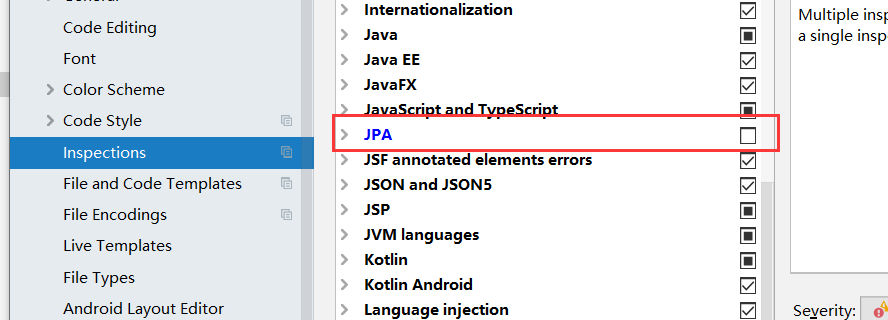 Code Editing
Font
Color Scheme
Code Style
Inspections
File and Code Templates
File Encodings
Live Templates
File Types
Android Layout Editor
Internationalization
Java
Java EE
JavaFX
JavaScript and TypeScript
JPA
JSF annotated elements errors
JSON and JSON5
JSP
JVM languages
Kotlin
Kotlin Android
Language injection
Multiple insp
a single inspe
Severity: